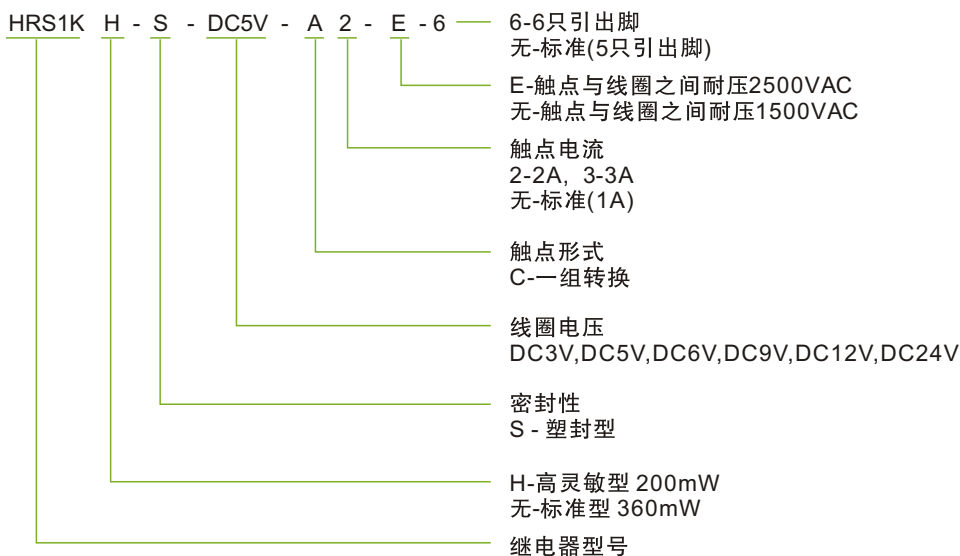 HRS1K H - S - DC5V - A 2 - E - 6
6-6只引出脚
无-标准(5只引出脚)
E-触点与线圈之间耐压2500VAC
无-触点与线圈之间耐压1500VAC
触点电流
2-2A, 3-3A
无-标准(1A)
触点形式
C-一组转换
线圈电压
DC3V,DC5V,DC6V,DC9V,DC12V,DC24V
密封性
S - 塑封型
H-高灵敏型 200mW
无-标准型 360mW
继电器型号